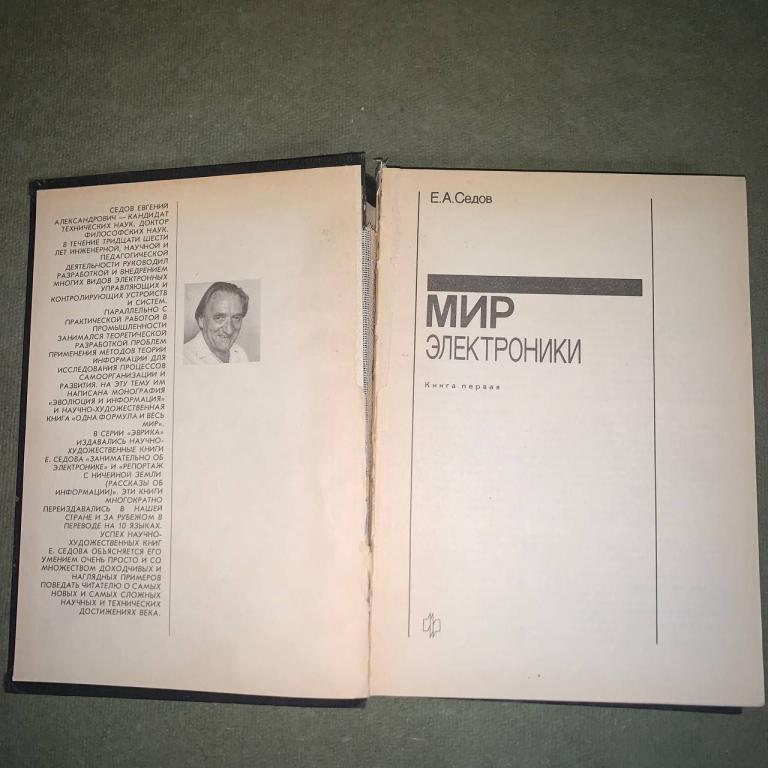 СЕДОВ ЕВГЕНИЙ
АЛЕКСАНДРОВИЧ — КАНДИДАТ
ТЕХНИЧЕСКИХ НАУК, ДОКТОР
ФИЛОСОФСКИХ НАУК.
В ТЕЧЕНИЕ ТРИДЦАТИ ШЕСТИ
ЛЕТ ИНЖЕНЕРНОЙ, НАУЧНОЙ И
ПЕДАГОГИЧЕСКОЙ
ДЕЯТЕЛЬНОСТИ РУКОВОДИЛ
РАЗРАБОТКОЙ И ВНЕДРЕНИЕМ
МНОГИХ ВИДОВ ЭЛЕКТРОННЫХ
УПРАВЛЯЮЩИХ И
КОНТРОЛИРУЮЩИХ УСТРОЙСТВ
И СИСТЕМ.
ПАРАЛЛЕЛЬНО С
ПРАКТИЧЕСКОЙ РАБОТОЙ В
ПРОМЫШЛЕННОСТИ
ЗАНИМАЛСЯ ТЕОРЕТИЧЕСКОЙ
РАЗРАБОТКОЙ ПРОБЛЕМ
ПРИМЕНЕНИЯ МЕТОДОВ ТЕОРИИ
ИНФОРМАЦИИ ДЛЯ
ИССЛЕДОВАНИЯ ПРОЦЕССОВ
САМООРГАНИЗАЦИИ И
РАЗВИТИЯ. НА ЭТУ ТЕМУ ИМ
НАПИСАНА МОНОГРАФИЯ
«ЭВОЛЮЦИЯ И ИНФОРМАЦИЯ»
И НАУЧНО-ХУДОЖЕСТВЕННАЯ
КНИГА «ОДНА ФОРМУЛА И ВЕСЬ
МИР».
В СЕРИИ «ЭВРИКА»
ИЗДАВАЛИСЬ НАУЧНО-
ХУДОЖЕСТВЕННЫЕ КНИГИ
Е. СЕДОВА «ЗАНИМАТЕЛЬНО ОБ
ЭЛЕКТРОНИКЕ» И «РЕПОРТАЖ
С НИЧЕЙНОЙ ЗЕМЛИ
(РАССКАЗЫ ОБ
ИНФОРМАЦИИ)». ЭТИ КНИГИ
МНОГОКРАТНО
ПЕРЕИЗДАВАЛИСЬ В НАШЕЙ
СТРАНЕ И ЗА РУБЕЖОМ В
ПЕРЕВОДЕ НА 10 ЯЗЫКАХ.
УСПЕХ НАУЧНО-
ХУДОЖЕСТВЕННЫХ КНИГ
Е. СЕДОВА ОБЪЯСНЯЕТСЯ ЕГО
УМЕНИЕМ ОЧЕНЬ ПРОСТО И СО
МНОЖЕСТВОМ ДОХОДЧИВЫХ И
НАГЛЯДНЫХ ПРИМЕРОВ
ПОВЕДАТЬ ЧИТАТЕЛЮ О САМЫХ
НОВЫХ И САМЫХ СЛОЖНЫХ
НАУЧНЫХ И ТЕХНИЧЕСКИХ
ДОСТИЖЕНИЯХ ВЕКА.
Е.А.Седов
МИР
ЭЛЕКТРОНИКИ
Книга первая